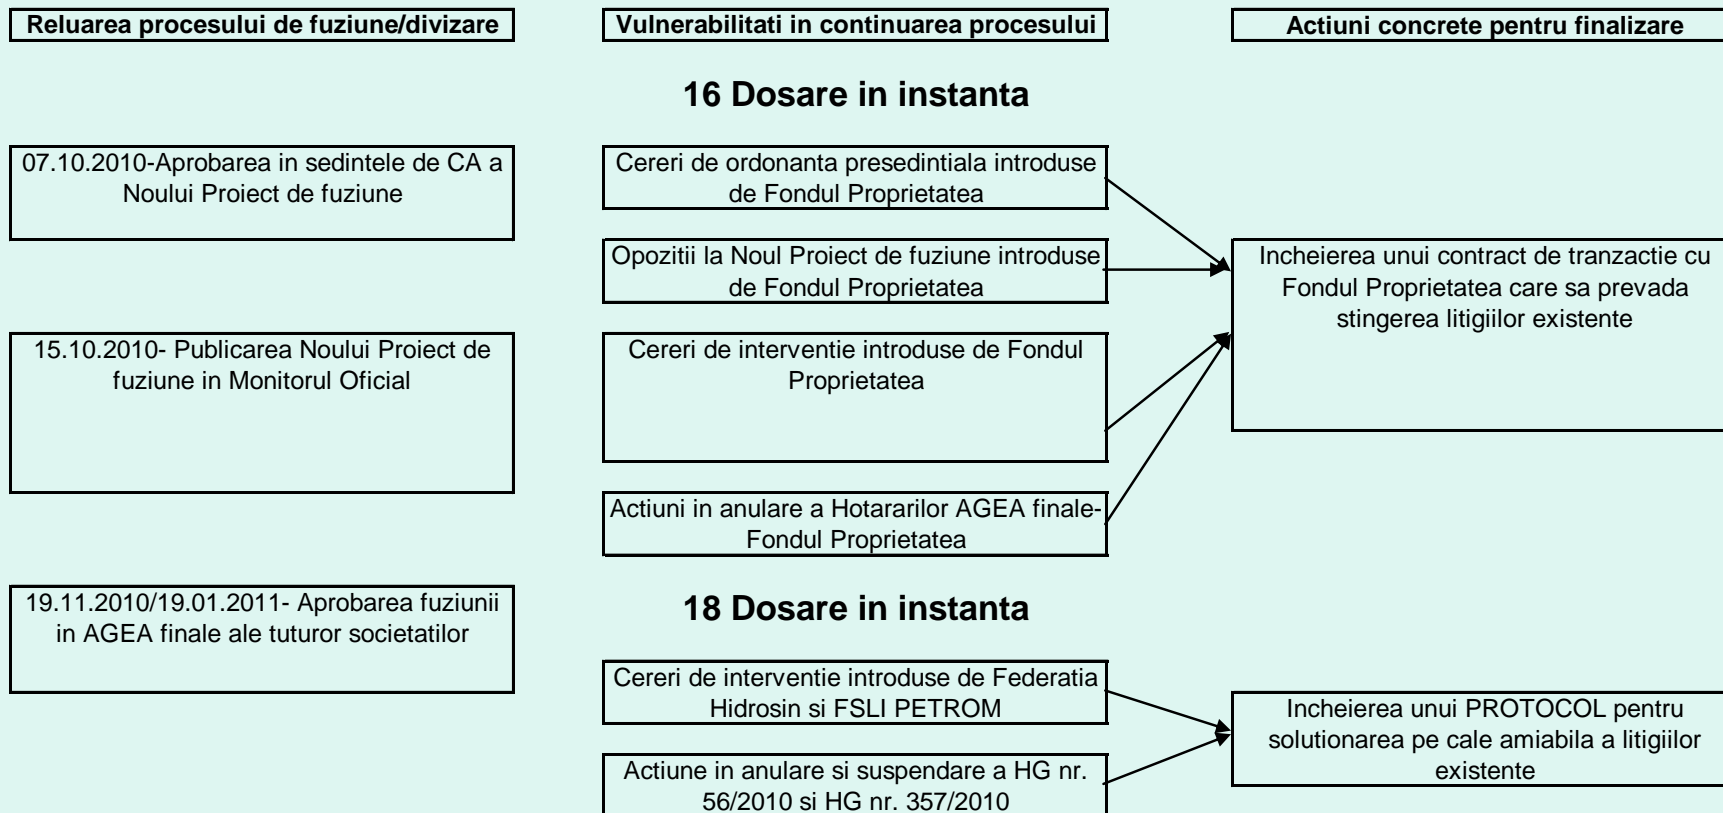 Reluarea procesului de fuziune/divizare
Vulnerabilitati in continuarea procesului
Actiuni concrete pentru finalizare
16 Dosare in instanta
07.10.2010-Aprobarea in sedintele de CA a
Noului Proiect de fuziune
Cereri de ordonanta presedintiala introduse
de Fondul Proprietatea
Opozitii la Noul Proiect de fuziune introduse
de Fondul Proprietatea
Incheierea unui contract de tranzactie cu
Fondul Proprietatea care sa prevada
stingerea litigiilor existente
15.10.2010- Publicarea Noului Proiect de
fuziune in Monitorul Oficial
Cereri de interventie introduse de Fondul
Proprietatea
Actiuni in anulare a Hotararilor AGEA finale-
Fondul Proprietatea
19.11.2010/19.01.2011- Aprobarea fuziunii
in AGEA finale ale tuturor societatilor
18 Dosare in instanta
Cereri de interventie introduse de Federatia
Hidrosin si FSLI PETROM
Incheierea unui PROTOCOL pentru
solutionarea pe cale amiabila a litigiilor
existente
Actiune in anulare si suspendare a HG nr.
56/2010 si HG nr. 357/2010